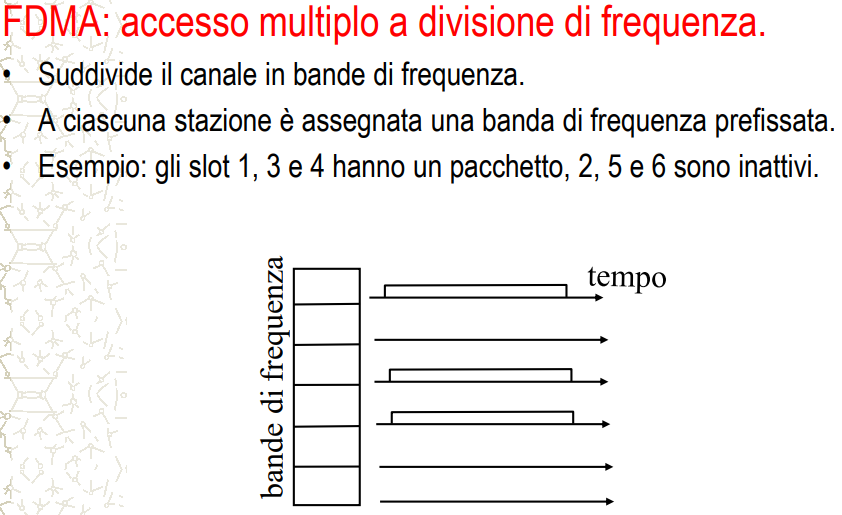 FDMA: accesso multiplo a divisione di frequenza.
• Suddivide il canale in bande di frequenza.
• A ciascuna stazione è assegnata una banda di frequenza prefissata.
• Esempio: gli slot 1, 3 e 4 hanno un pacchetto, 2, 5 e 6 sono inattivi.
bande di frequenza
tempo